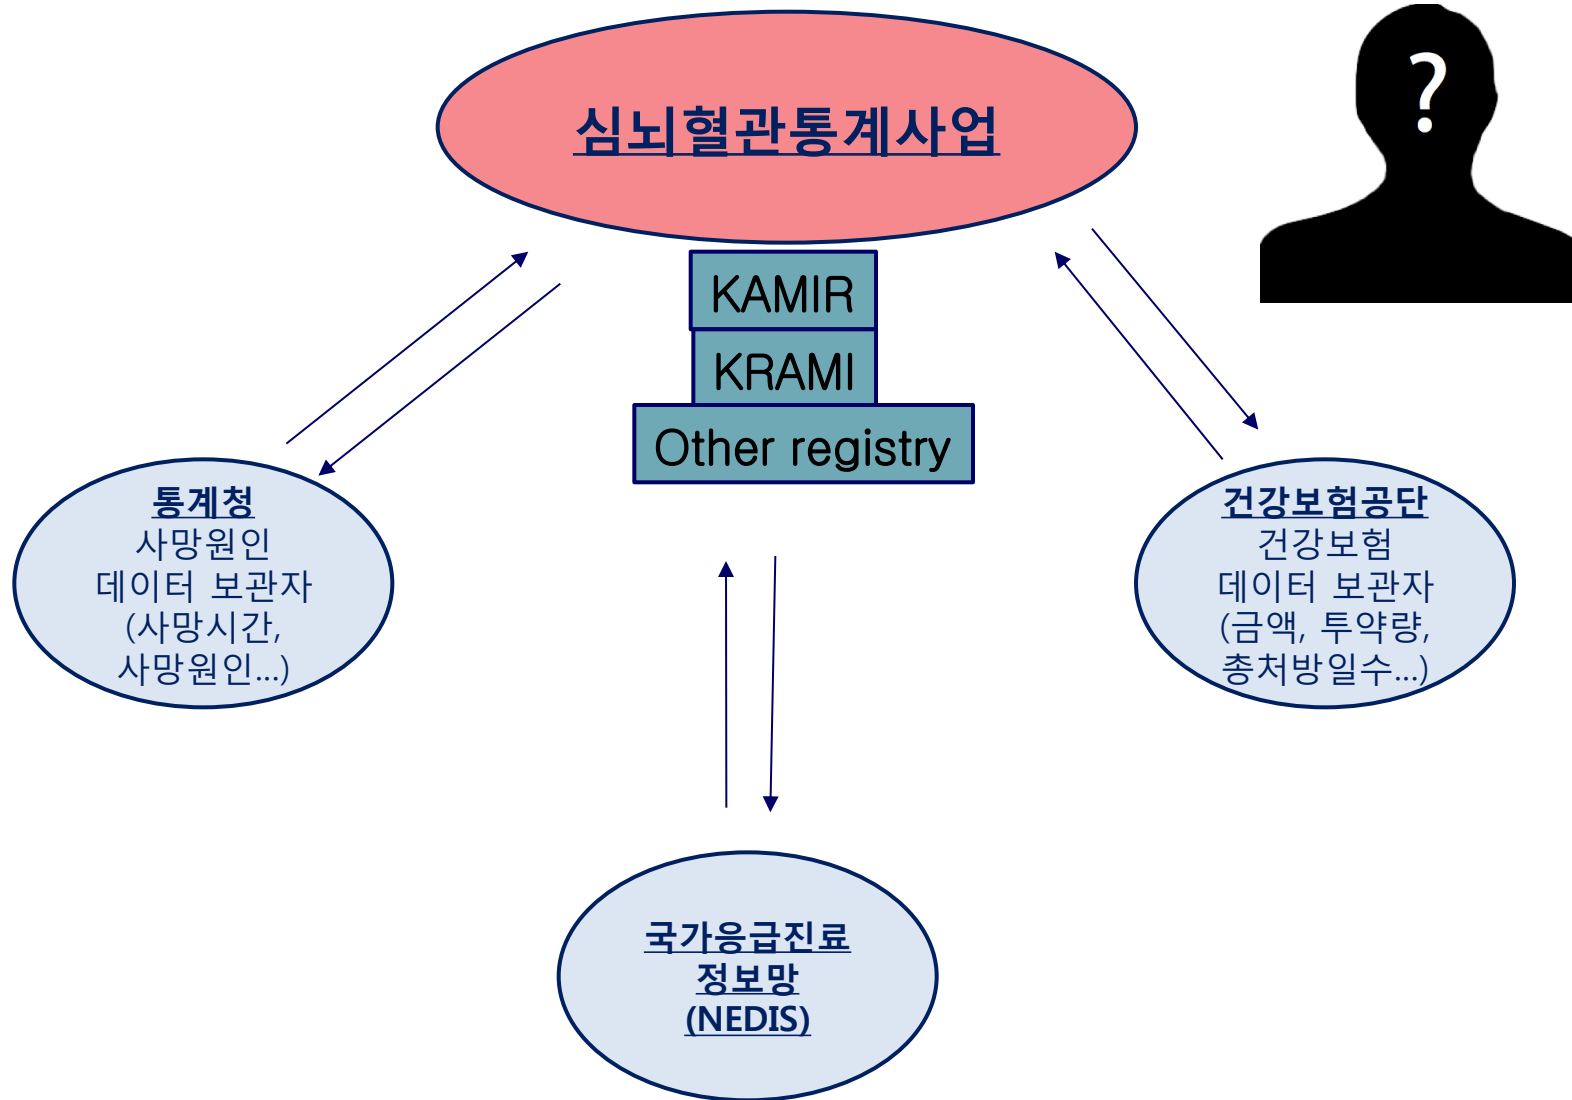 심뇌혈관통계사업
?
KAMIR
KRAMI
Other registry
통계청
사망원인
데이터 보관자
(사망시간,
사망원인...)
건강보험공단
건강보험
데이터 보관자
(금액, 투약량,
총처방일수...)
국가응급진료
정보망
(NEDIS)